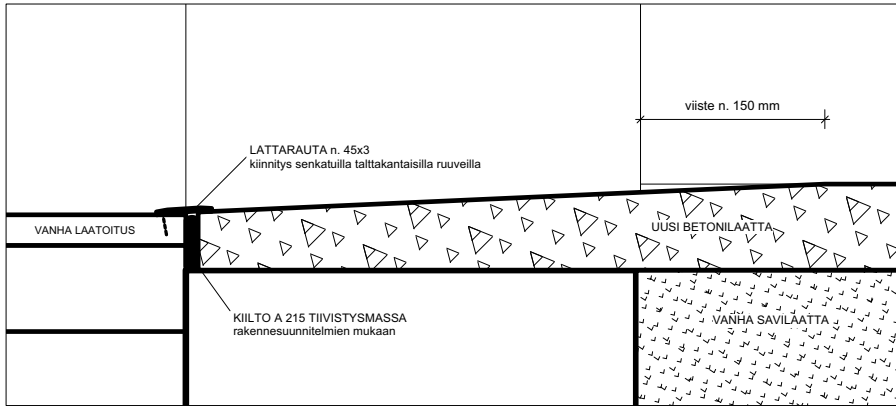 viiste n. 150 mm
LATTARAUTA n. 45x3
kiinnitys senkatuilla talttakantaisilla ruuveilla
VANHA LAATOITUS
UUSI BETONILAATTA
KIILTO A 215 TIIVISTYSMASSA
rakennesuunnitelmien mukaan
VANHA SAVILAATTA